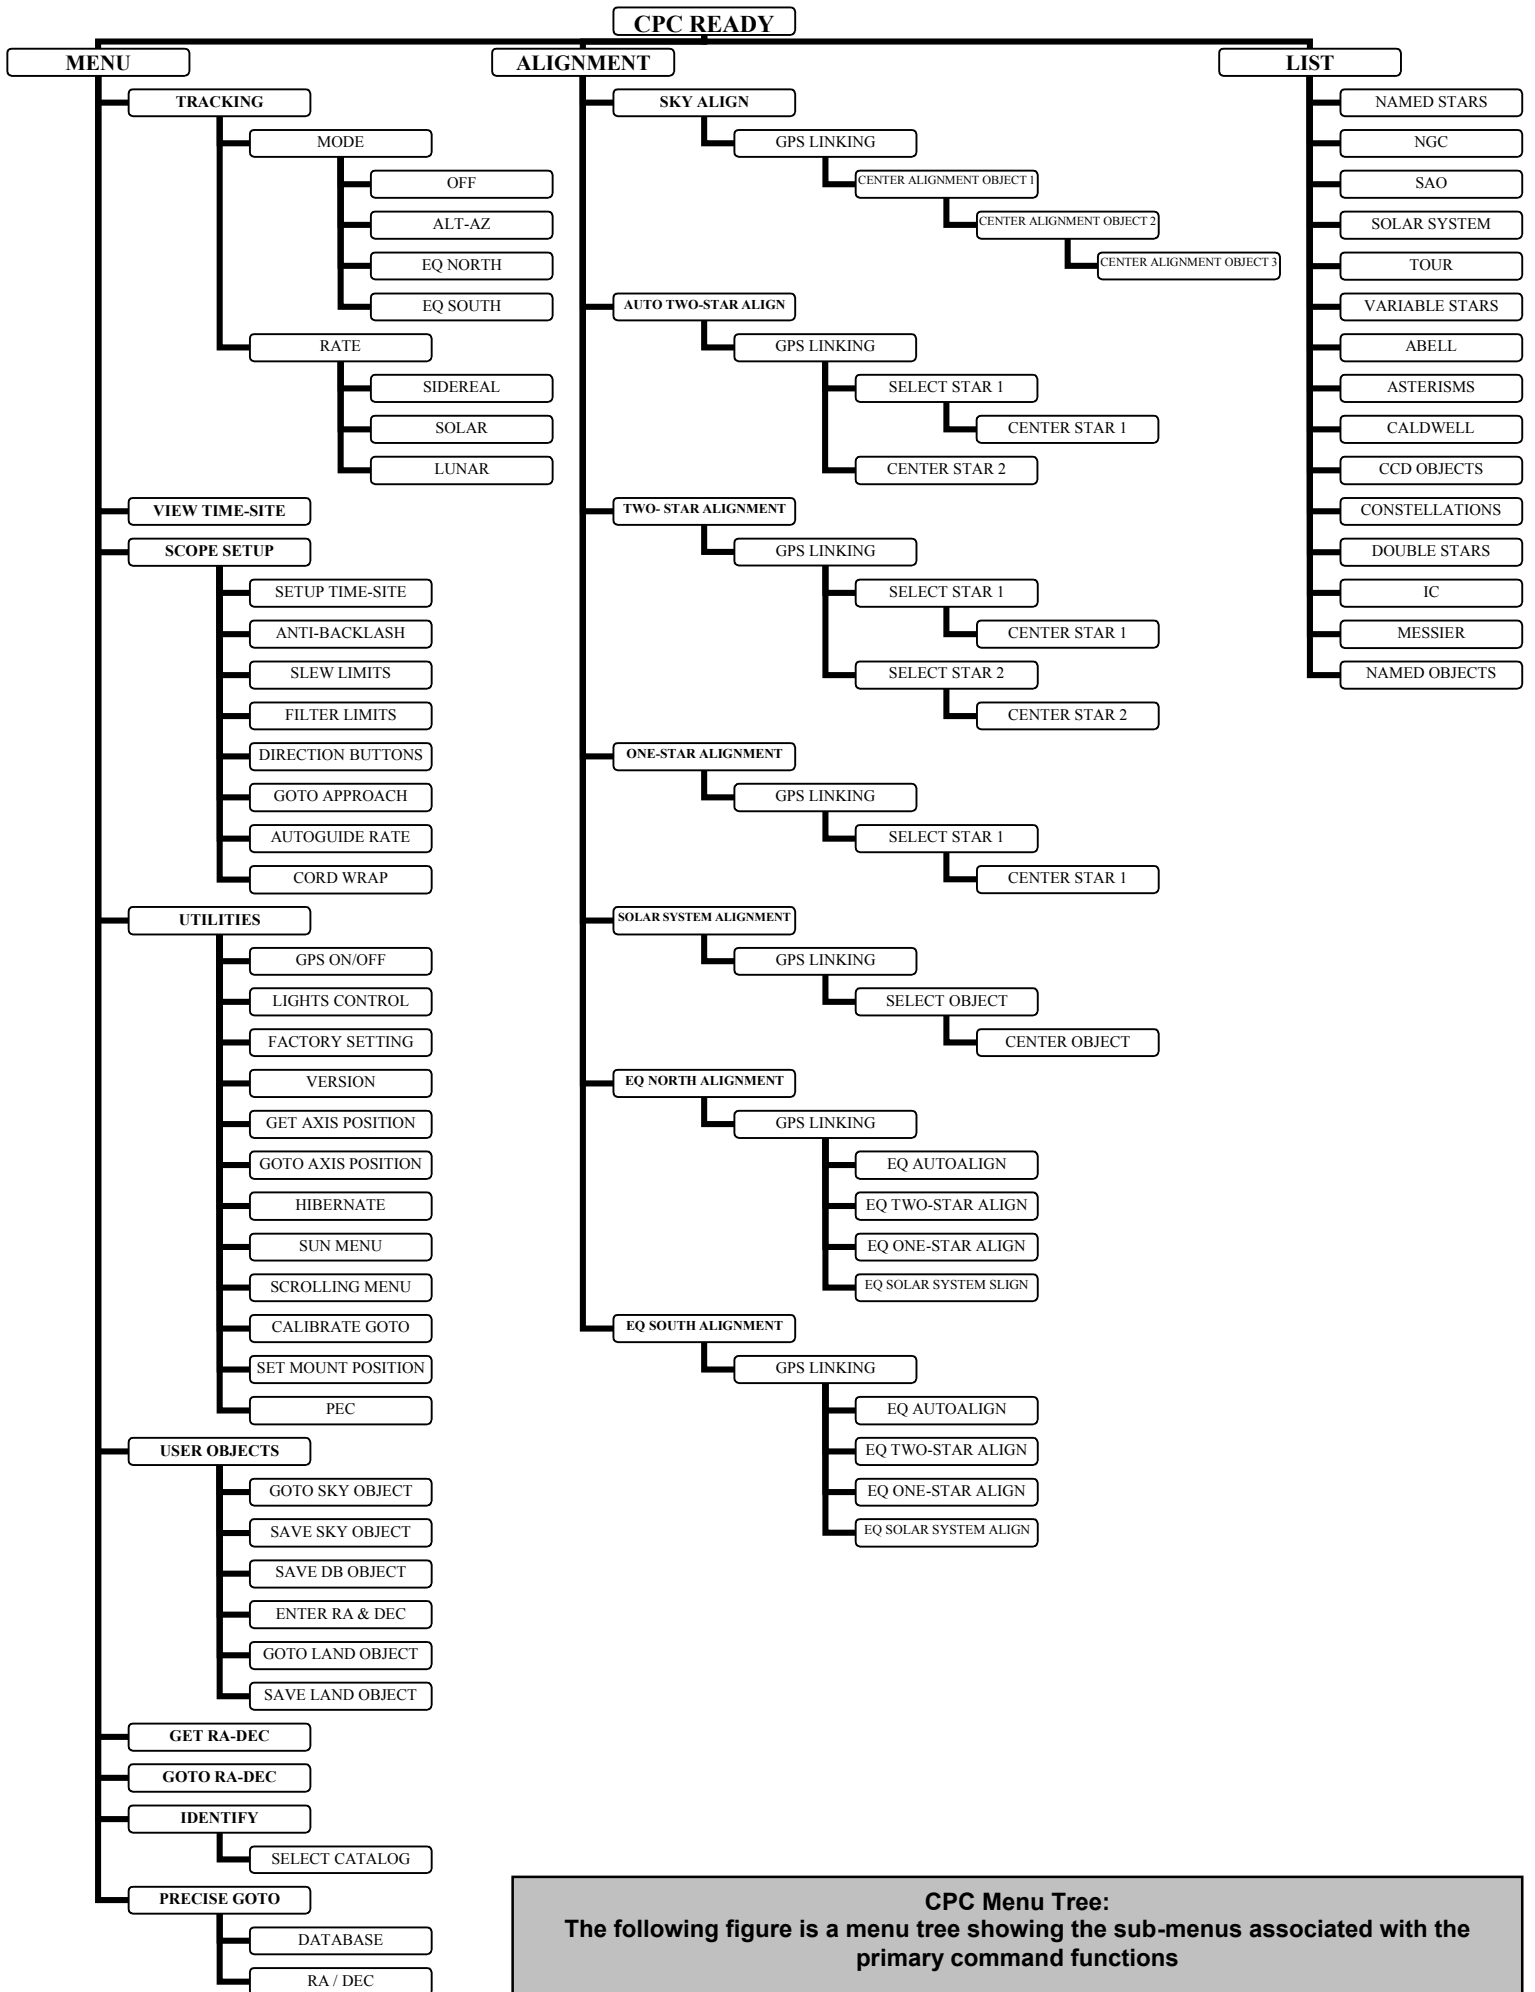 CPC READY
MENU
TRACKING
MODE
OFF
ALT-AZ
EQ NORTH
EQ SOUTH
RATE
SIDEREAL
SOLAR
LUNAR
VIEW TIME-SITE
SCOPE SETUP
SETUP TIME-SITE
ANTI-BACKLASH
SLEW LIMITS
FILTER LIMITS
DIRECTION BUTTONS
GOTO APPROACH
AUTOGUIDE RATE
CORD WRAP
UTILITIES
GPS ON/OFF
LIGHTS CONTROL
FACTORY SETTING
VERSION
GET AXIS POSITION
GOTO AXIS POSITION
HIBERNATE
SUN MENU
SCROLLING MENU
CALIBRATE GOTO
SET MOUNT POSITION
PEC
USER OBJECTS
GOTO SKY OBJECT
SAVE SKY OBJECT
SAVE DB OBJECT
ENTER RA & DEC
GOTO LAND OBJECT
SAVE LAND OBJECT
GET RA-DEC
GOTO RA-DEC
IDENTIFY
SELECT CATALOG
PRECISE GOTO
DATABASE
RA / DEC
ALIGNMENT
SKY ALIGN
GPS LINKING
CENTER ALIGNMENT OBJECT 1
CENTER ALIGNMENT OBJECT 2
CENTER ALIGNMENT OBJECT 3
AUTO TWO-STAR ALIGN
GPS LINKING
SELECT STAR 1
CENTER STAR 1
CENTER STAR 2
TWO- STAR ALIGNMENT
GPS LINKING
SELECT STAR 1
CENTER STAR 1
SELECT STAR 2
CENTER STAR 2
ONE-STAR ALIGNMENT
GPS LINKING
SELECT STAR 1
CENTER STAR 1
SOLAR SYSTEM ALIGNMENT
GPS LINKING
SELECT OBJECT
CENTER OBJECT
EQ NORTH ALIGNMENT
GPS LINKING
EQ AUTOALIGN
EQ TWO-STAR ALIGN
EQ ONE-STAR ALIGN
EQ SOLAR SYSTEM SLIGN
EQ SOUTH ALIGNMENT
GPS LINKING
EQ AUTOALIGN
EQ TWO-STAR ALIGN
EQ ONE-STAR ALIGN
EQ SOLAR SYSTEM ALIGN
LIST
NAMED STARS
NGC
SAO
SOLAR SYSTEM
TOUR
VARIABLE STARS
ABELL
ASTERISMS
CALDWELL
CCD OBJECTS
CONSTELLATIONS
DOUBLE STARS
IC
MESSIER
NAMED OBJECTS
CPC Menu Tree:
The following figure is a menu tree showing the sub-menus associated with the
primary command functions